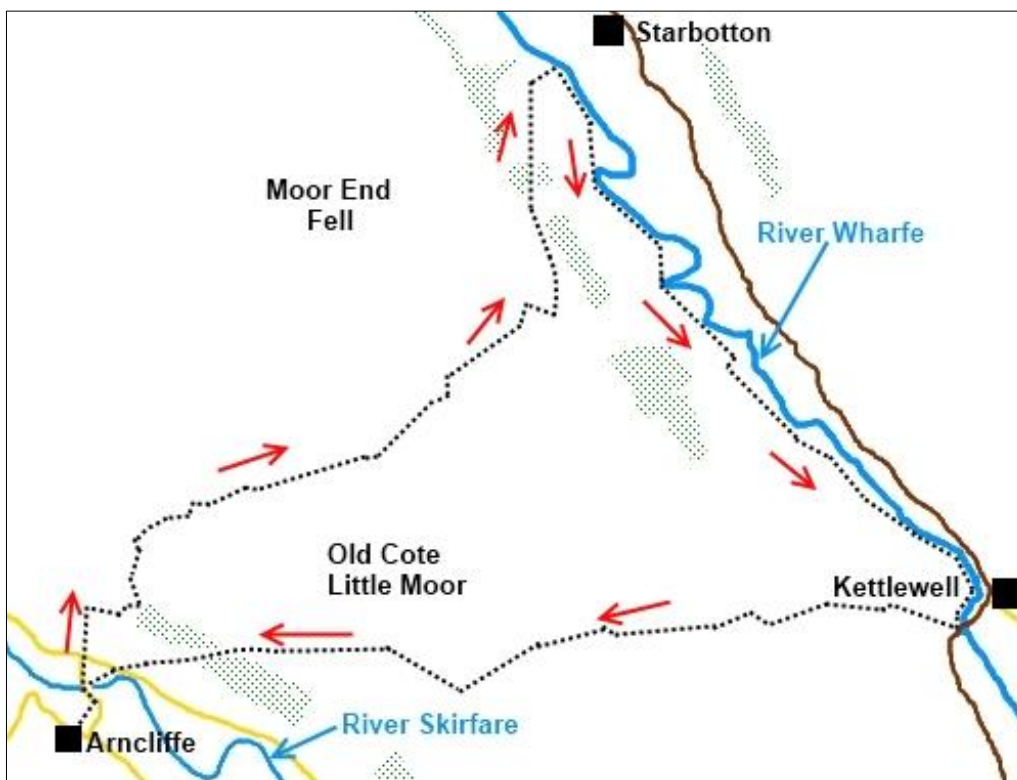 Starbotton
Moor End
Fell
River Wharfe
Old Cote
Little Moor
Kettlewell
River Skirfare
Arncliffe